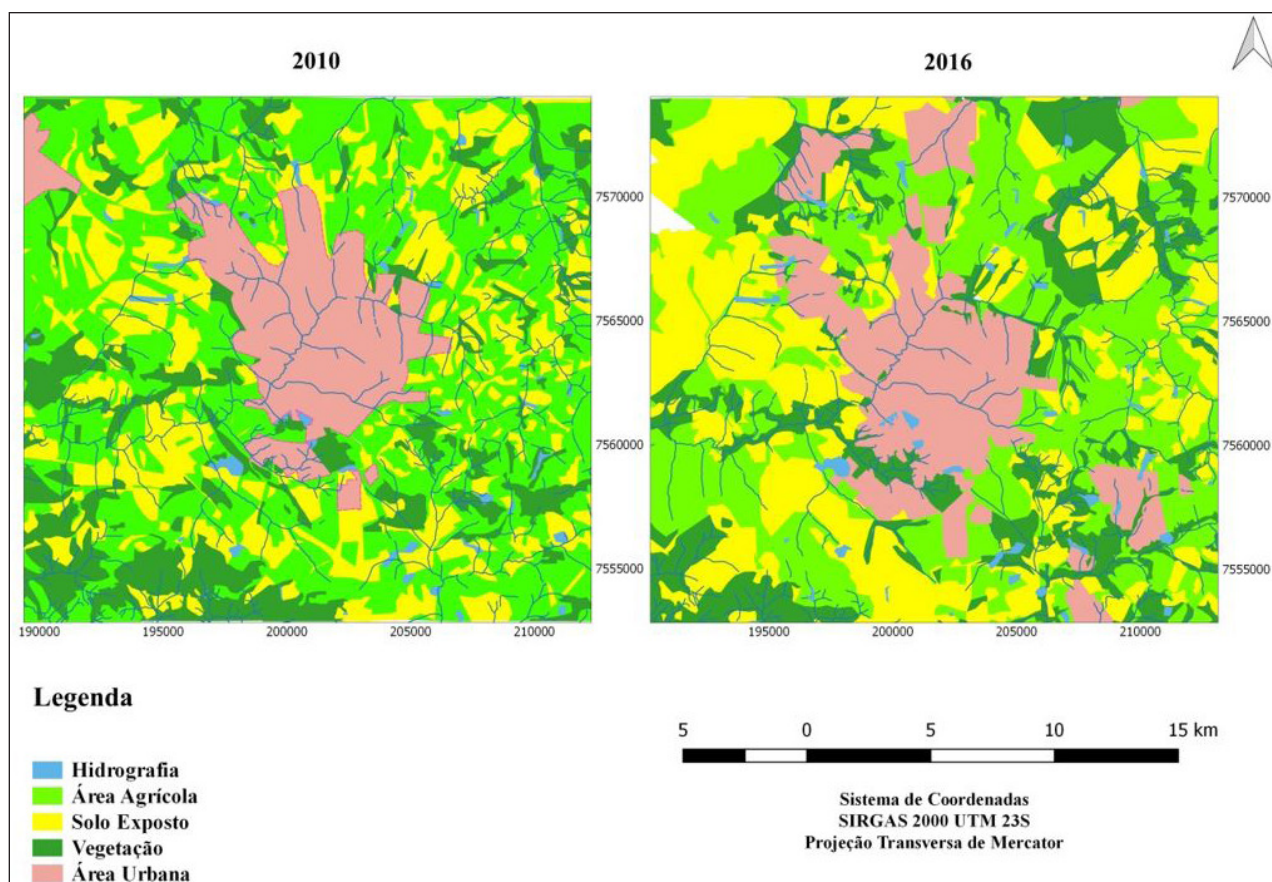 2010
2016
7570000
7565000
7560000
7555000
190000
195000
200000
205000
210000
7570000
7565000
7560000
7555000
195000
200000
205000
210000
Legenda
Hidrografia
Área Agrícola
Solo Exposto
Vegetação
Área Urbana
5 0 5 10 15 km
Sistema de Coordenadas
SIRGAS 2000 UTM 23S
Projeção Transversa de Mercator